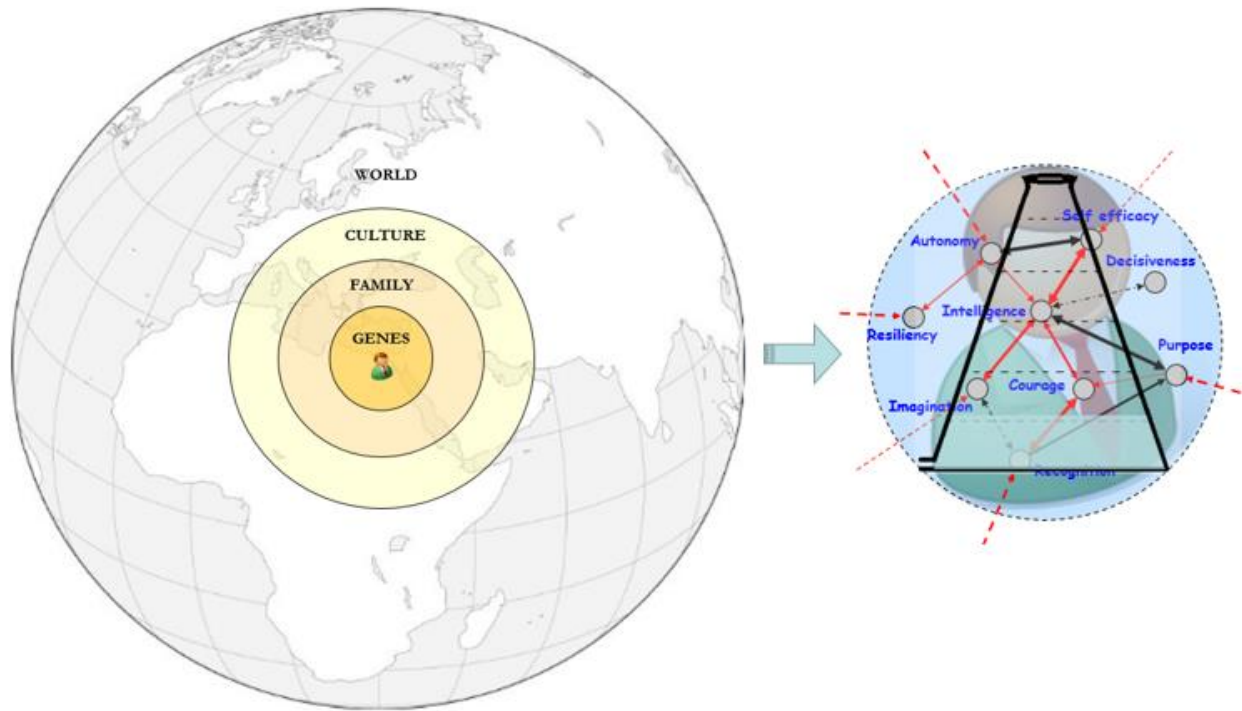 WORLD
CULTURE
FAMILY
GENES
Self efficacy
Autonomy
Decisiveness
Intelligence
Resiliency
Purpose
Courage
Imagination
Recognition